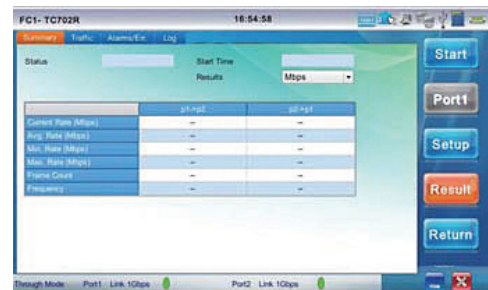 FC1- TC702R 16:54:58
Summary Traffic Alarms/Err Log
Status Start Time
Results Mbps
p1->p2 p2->p1
Current Rate (Mbps) -- --
Avg. Rate (Mbps) -- --
Min. Rate (Mbps) -- --
Max. Rate (Mbps) -- --
Frame Count -- --
Frequency -- --
Start
Port1
Setup
Result
Return
Through Mode Port1 Link 1Gbps Port2 Link 1Gbps